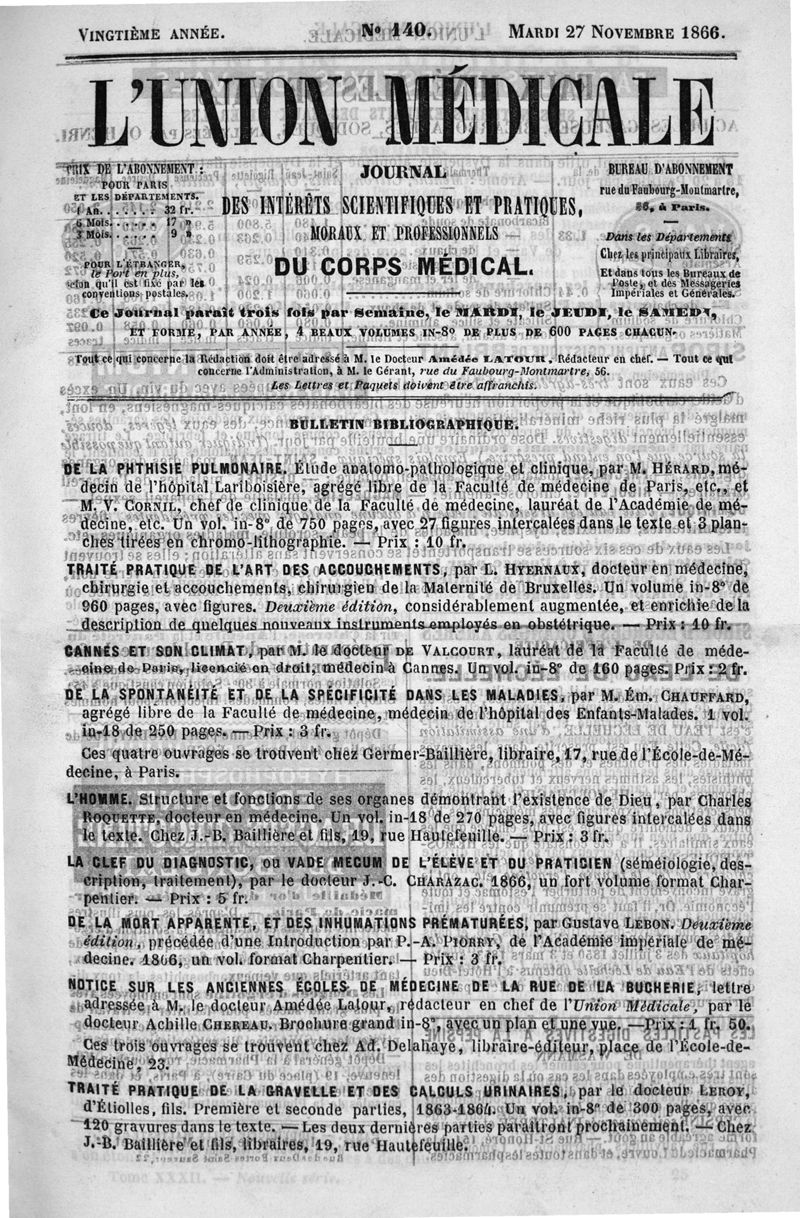 VINGTIÈME ANNÉE. No 140. MARDI 27 NOVEMBRE 1866.
L'UNION MÉDICALE
PRIX DE L'ABONNEMENT :
POUR PARIS
ET LES DÉPARTEMENTS.
1 An. . . . . . . 32 fr.
6 Mois. . . . . . 17 »
3 Mois. . . . . . 9 »
POUR L'ÉTRANGER,
le Port en plus,
selon qu'il est fixé par les
conventions postales.
JOURNAL
DES INTÉRÊTS SCIENTIFIQUES ET PRATIQUES,
MORAUX ET PROFESSIONNELS
DU CORPS MÉDICAL.
BUREAU D'ABONNEMENT
rue du Faubourg-Montmartre,
56, à Paris.
Dans les Départements
Chez les principaux Libraires,
Et dans tous les Bureaux de
Poste, et des Messageries
Impériales et Générales.
Ce Journal paraît trois fois par Semaine, le MARDI, le JEUDI, le SAMEDI,
ET FORME, PAR ANNÉE, 4 BEAUX VOLUMES IN-8º DE PLUS DE 600 PAGES CHACUN.
Tout ce qui concerne la Rédaction doit être adressé à M. le Docteur Amédée LATOUR, Rédacteur en chef. — Tout ce qui
concerne l'Administration, à M. le Gérant, rue du Faubourg-Montmartre, 56.
Les Lettres et Paquets doivent être affranchis.
BULLETIN BIBLIOGRAPHIQUE.
DE LA PHTHISIE PULMONAIRE. Étude anatomo-pathologique et clinique, par M. HÉRARD, mé-
decin de l'hôpital Lariboisière, agrégé libre de la Faculté de médecine de Paris, etc., et
M. V. CORNIL, chef de clinique de la Faculté de médecine, lauréat de l'Académie de mé-
decine, etc. Un vol. in-8º de 750 pages, avec 27 figures intercalées dans le texte et 3 plan-
ches tirées en chromo-lithographie. — Prix : 10 fr.
TRAITÉ PRATIQUE DE L'ART DES ACCOUCHEMENTS, par L. HYERNAUX, docteur en médecine,
chirurgie et accouchements, chirurgien de la Maternité de Bruxelles. Un volume in-8º de
960 pages, avec figures. Deuxième édition, considérablement augmentée, et enrichie de la
description de quelques nouveaux instruments employés en obstétrique. — Prix : 10 fr.
CANNES ET SON CLIMAT, par M. le docteur DE VALCOURT, lauréat de la Faculté de méde-
cine de Paris, licencié en droit, médecin à Cannes. Un vol. in-8º de 160 pages. Prix : 2 fr.
DE LA SPONTANÉITÉ ET DE LA SPÉCIFICITÉ DANS LES MALADIES, par M. Ém. CHAUFFARD,
agrégé libre de la Faculté de médecine, médecin de l'hôpital des Enfants-Malades. 1 vol.
in-18 de 250 pages. — Prix : 3 fr.
Ces quatre ouvrages se trouvent chez Germer-Baillière, libraire, 17, rue de l'École-de-Mé-
decine, à Paris.
L'HOMME. Structure et fonctions de ses organes démontrant l'existence de Dieu, par Charles
ROQUETTE, docteur en médecine. Un vol. in-18 de 270 pages, avec figures intercalées dans
le texte. Chez J.-B. Baillière et fils, 19, rue Hautefeuille. — Prix : 3 fr.
LA CLEF DU DIAGNOSTIC, OU VADE MECUM DE L'ÉLÈVE ET DU PRATICIEN (séméiologie, des-
cription, traitement), par le docteur J.-C. CHARAZAC. 1866, un fort volume format Char-
pentier. — Prix : 5 fr.
DE LA MORT APPARENTE, ET DES INHUMATIONS PRÉMATURÉES, par Gustave LEBON. Deuxième
édition, précédée d'une Introduction par P.-A. PIORRY, de l'Académie impériale de mé-
decine. 1866, un vol. format Charpentier. — Prix : 3 fr.
NOTICE SUR LES ANCIENNES ÉCOLES DE MÉDECINE DE LA RUE DE LA BUCHERIE, lettre
adressée à M. le docteur Amédée Latour, rédacteur en chef de l'Union Médicale, par le
docteur Achille CHEREAU. Brochure grand in-8º, avec un plan et une vue. — Prix : 1 fr. 50.
Ces trois ouvrages se trouvent chez Ad. Delahaye, libraire-éditeur, place de l'École-de-
Médecine, 23.
TRAITÉ PRATIQUE DE LA GRAVELLE ET DES CALCULS URINAIRES, par le docteur LEROY,
d'Étiolles, fils. Première et seconde parties, 1863-1864. Un vol. in-8º de 300 pages, avec
120 gravures dans le texte. — Les deux dernières parties paraîtront prochainement. — Chez
J.-B. Baillière et fils, libraires, 19, rue Hautefeuille.
Tome XXXII. — Nouvelle série.